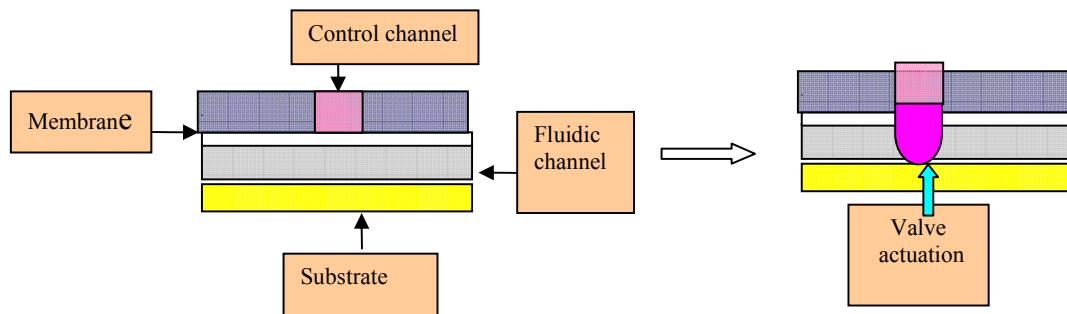 Control channel
Membrane
Fluidic
channel
Substrate
Valve
actuation